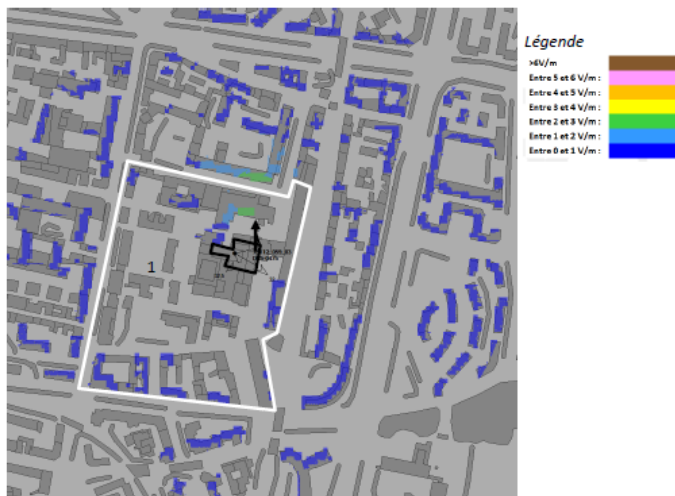 Légende
>6V/m
Entre 5 et 6 V/m :
Entre 4 et 5 V/m :
Entre 3 et 4 V/m :
Entre 2 et 3 V/m :
Entre 1 et 2 V/m :
Entre 0 et 1 V/m :
1